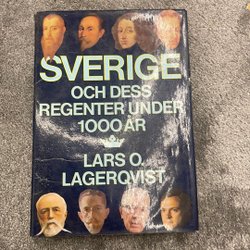 SVERIGE
OCH DESS
REGENTER UNDER
1000 ÅR
LARS O.
LAGERQVIST